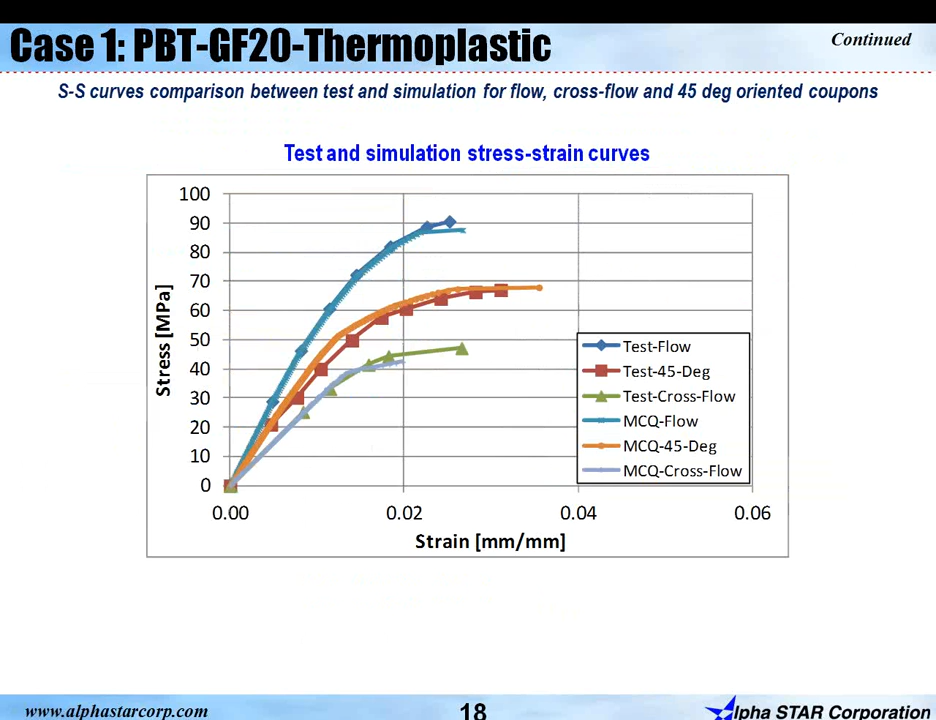 Case 1: PBT-GF20-Thermoplastic
Continued
S-S curves comparison between test and simulation for flow, cross-flow and 45 deg oriented coupons
Test and simulation stress-strain curves
100
90
80
70
60
50
40
30
20
10
0
Stress [MPa]
0.00
0.02
0.04
0.06
Strain [mm/mm]
Test-Flow
Test-45-Deg
Test-Cross-Flow
MCQ-Flow
MCQ-45-Deg
MCQ-Cross-Flow
www.alphastarcorp.com
18
lpha STAR Corporation